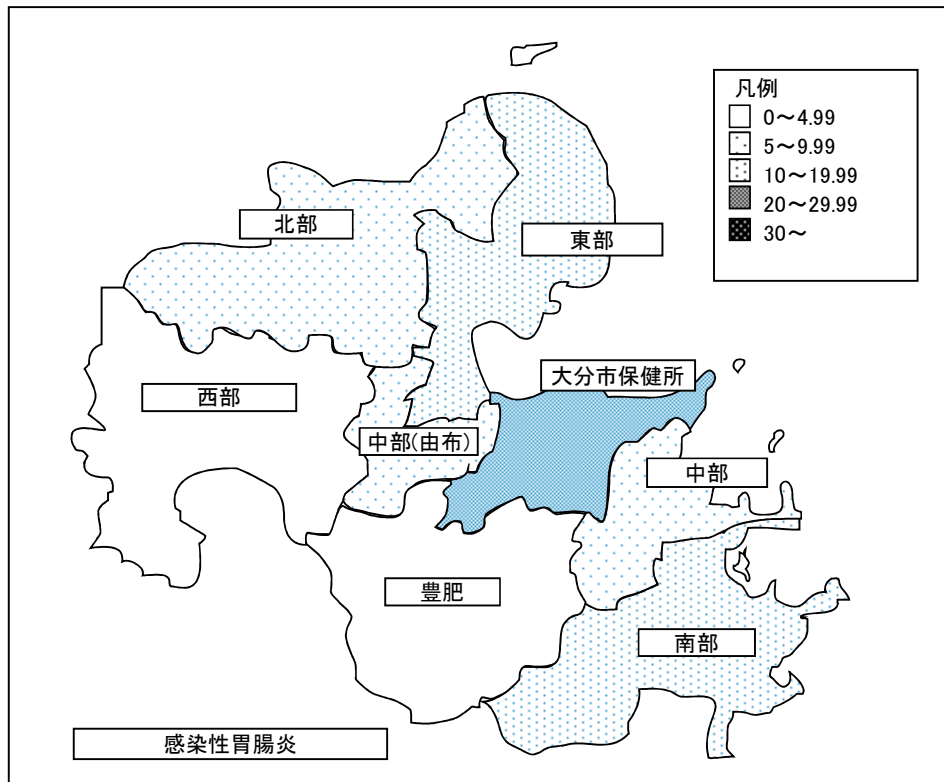 凡例
0～4.99
5～9.99
10～19.99
20～29.99
30～
北部
東部
大分市保健所
西部
中部(由布)
中部
豊肥
南部
感染性胃腸炎